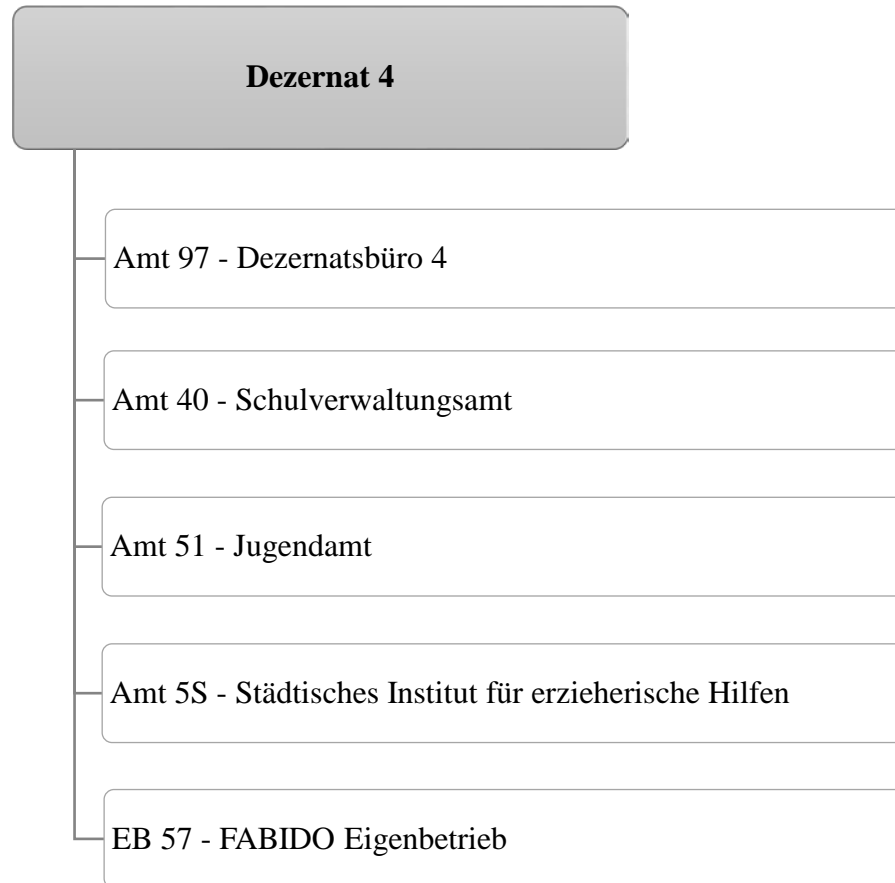 Dezernat 4
Amt 97 - Dezernatsbüro 4
Amt 40 - Schulverwaltungsamt
Amt 51 - Jugendamt
Amt 5S - Städtisches Institut für erzieherische Hilfen
EB 57 - FABIDO Eigenbetrieb